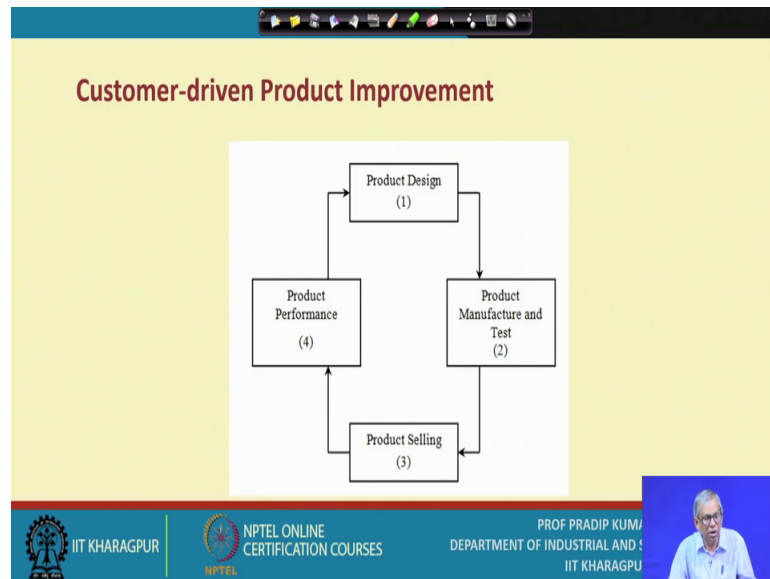 Customer-driven Product Improvement
Product Design
(1)
Product
Performance
(4)
Product
Manufacture and
Test
(2)
Product Selling
(3)
IIT KHARAGPUR
NPTEL
NPTEL ONLINE
CERTIFICATION COURSES
PROF PRADIP KUMA
DEPARTMENT OF INDUSTRIAL AND S
IIT KHARAGPU